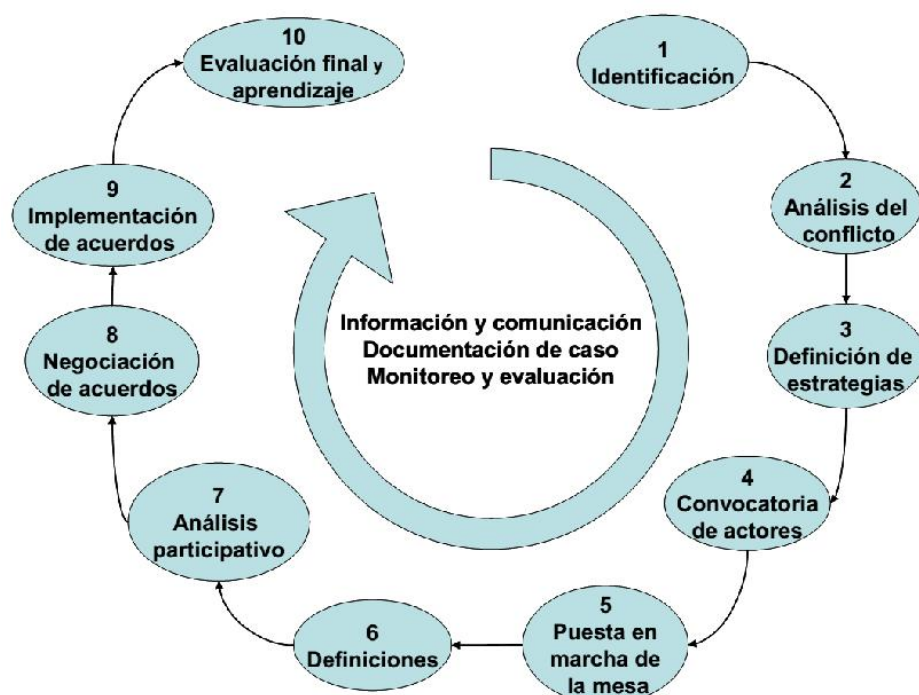 1
Identificación
2
Análisis del
conflicto
3
Definición de
estrategias
4
Convocatoria
de actores
5
Puesta en
marcha de
la mesa
6
Definiciones
7
Análisis
participativo
8
Negociación
de acuerdos
9
Implementación
de acuerdos
10
Evaluación final y
aprendizaje
Información y comunicación
Documentación de caso
Monitoreo y evaluación